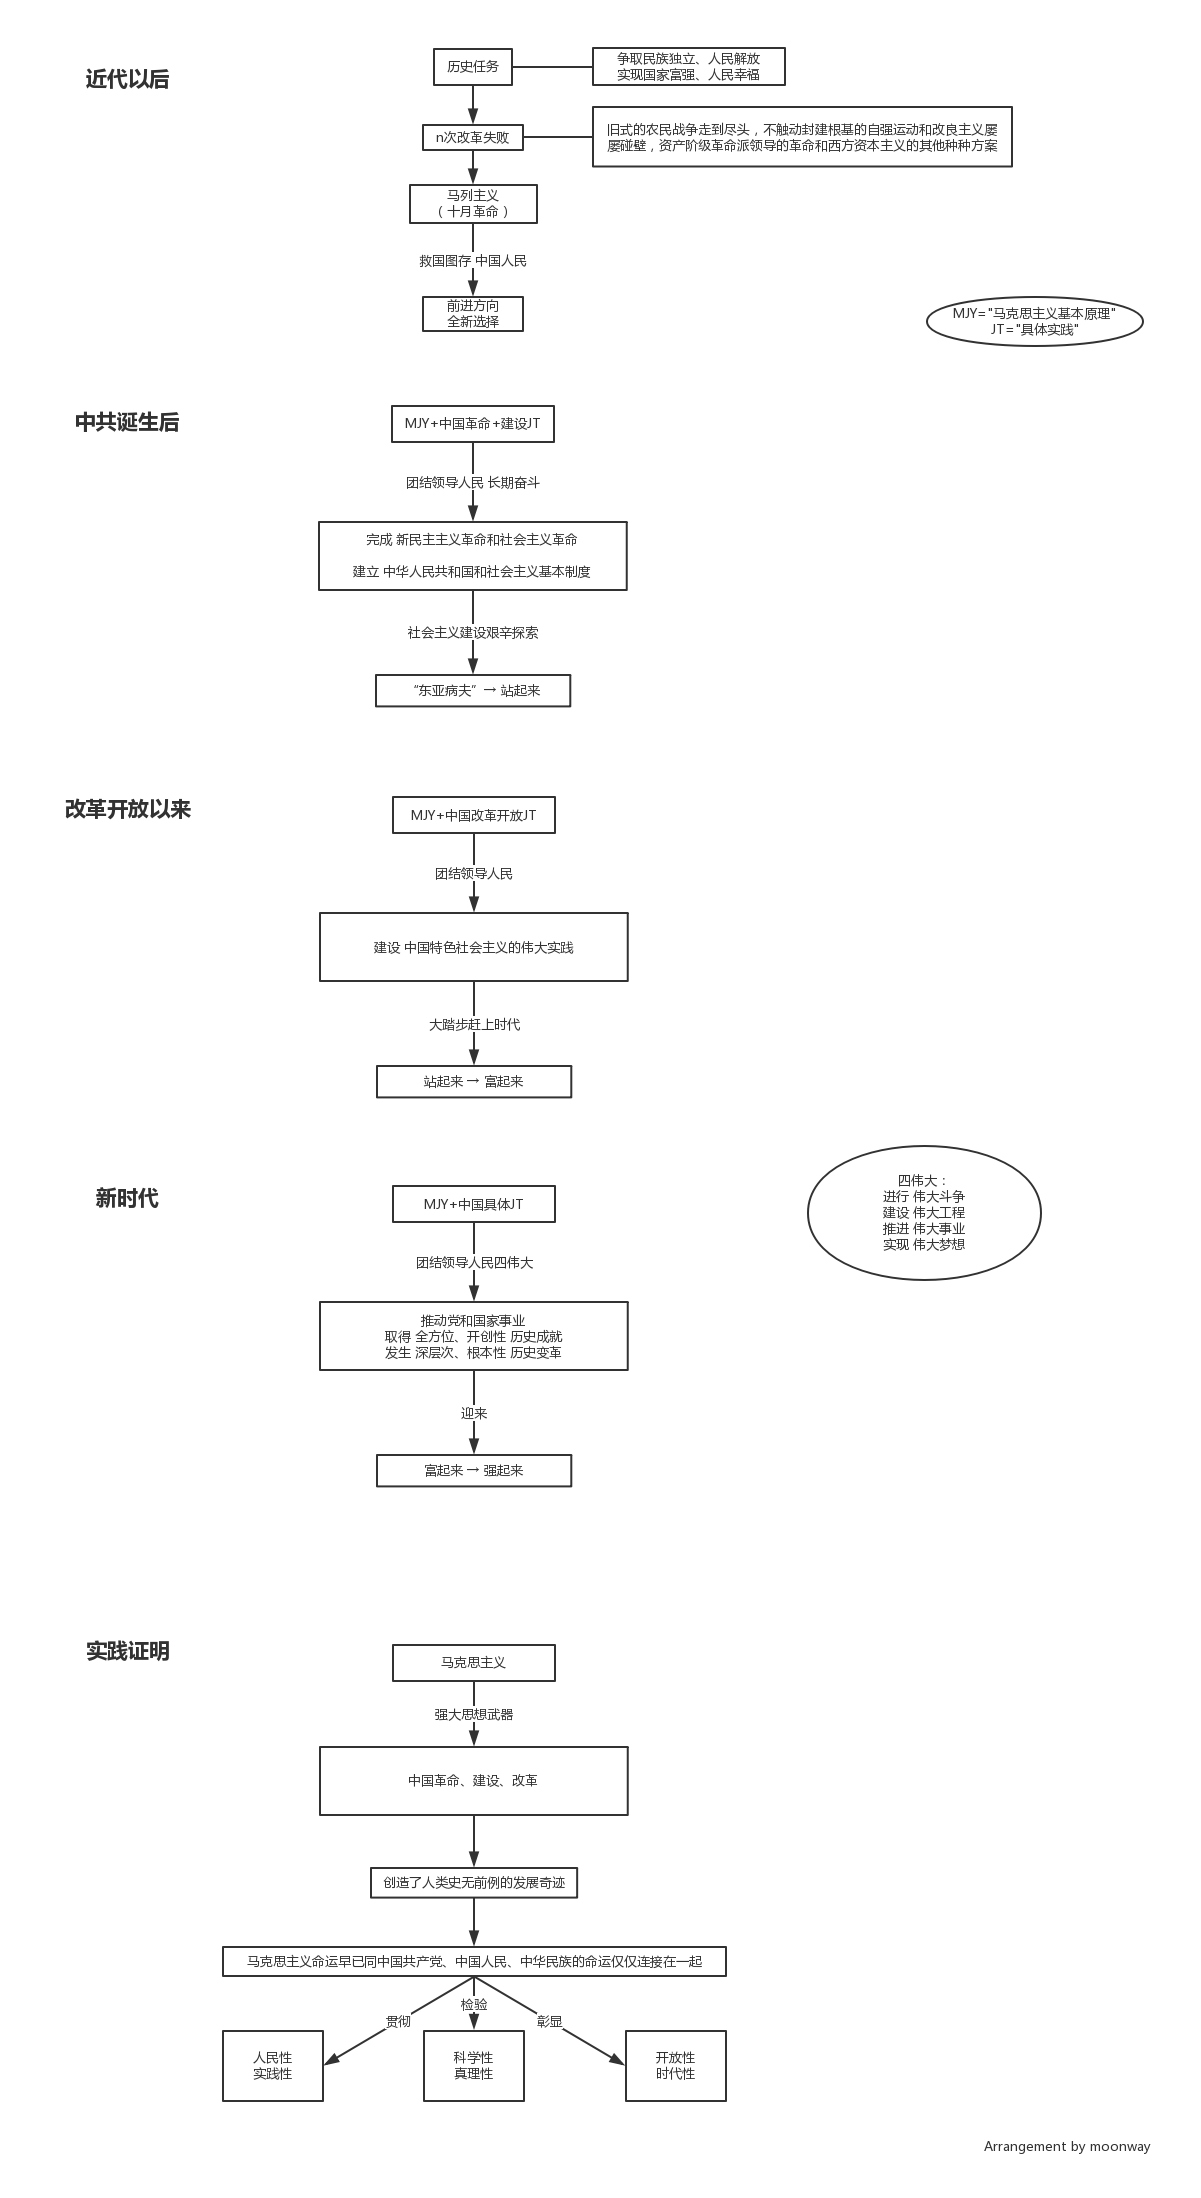 近代以后
历史任务
争取民族独立、人民解放
实现国家富强、人民幸福
n次改革失败
旧式的农民战争走到尽头，不触动封建根基的自强运动和改良主义屡
屡碰壁，资产阶级革命派领导的革命和西方资本主义的其他种种方案
马列主义
（十月革命）
救国图存 中国人民
前进方向
全新选择
MJY="马克思主义基本原理"
JT="具体实践"
中共诞生后
MJY+中国革命+建设JT
团结领导人民 长期奋斗
完成 新民主主义革命和社会主义革命
建立 中华人民共和国和社会主义基本制度
社会主义建设艰辛探索
“东亚病夫” → 站起来
改革开放以来
MJY+中国改革开放JT
团结领导人民
建设 中国特色社会主义的伟大实践
大踏步赶上时代
站起来 → 富起来
新时代
MJY+中国具体JT
四伟大：
进行 伟大斗争
建设 伟大工程
推进 伟大事业
实现 伟大梦想
团结领导人民四伟大
推动党和国家事业
取得 全方位、开创性 历史成就
发生 深层次、根本性 历史变革
迎来
富起来 → 强起来
实践证明
马克思主义
强大思想武器
中国革命、建设、改革
创造了人类史无前例的发展奇迹
马克思主义命运早已同中国共产党、中国人民、中华民族的命运仅仅连接在一起
贯彻
检验
彰显
人民性
实践性
科学性
真理性
开放性
时代性
Arrangement by moonway